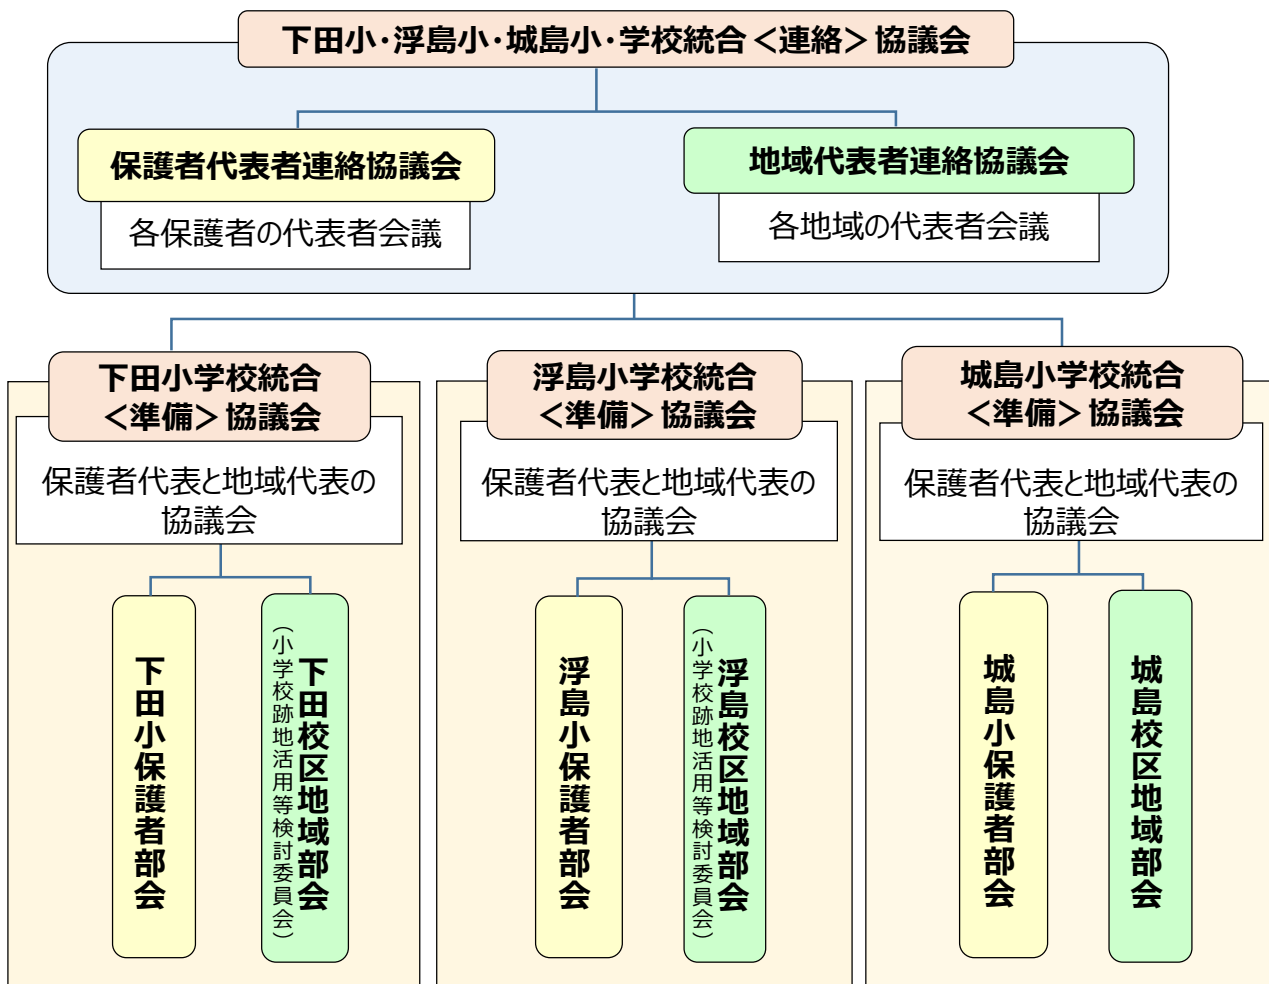 下田小・浮島小・城島小・学校統合＜連絡＞協議会
保護者代表者連絡協議会
各保護者の代表者会議
地域代表者連絡協議会
各地域の代表者会議
下田小学校統合
＜準備＞協議会
保護者代表と地域代表の
協議会
下田小保護者部会
下田校区地域部会
（小学校跡地活用等検討委員会）
浮島小学校統合
＜準備＞協議会
保護者代表と地域代表の
協議会
浮島小保護者部会
浮島校区地域部会
（小学校跡地活用等検討委員会）
城島小学校統合
＜準備＞協議会
保護者代表と地域代表の
協議会
城島小保護者部会
城島校区地域部会